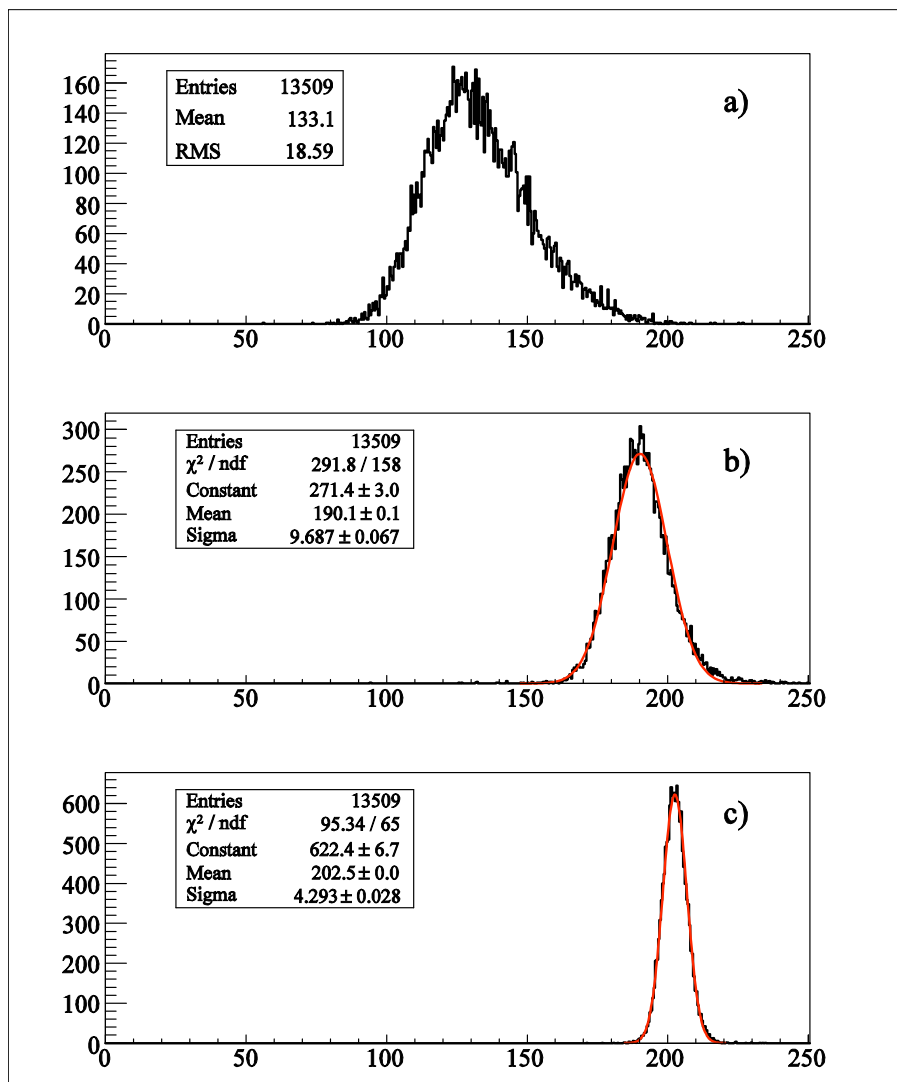 160
140
120
100
80
60
40
20
0
Entries 13509
Mean 133.1
RMS 18.59
a)
0 50 100 150 200 250
300
250
200
150
100
50
0
Entries 13509
χ² / ndf 291.8 / 158
Constant 271.4 ± 3.0
Mean 190.1 ± 0.1
Sigma 9.687 ± 0.067
b)
0 50 100 150 200 250
600
500
400
300
200
100
0
Entries 13509
χ² / ndf 95.34 / 65
Constant 622.4 ± 6.7
Mean 202.5 ± 0.0
Sigma 4.293 ± 0.028
c)
0 50 100 150 200 250